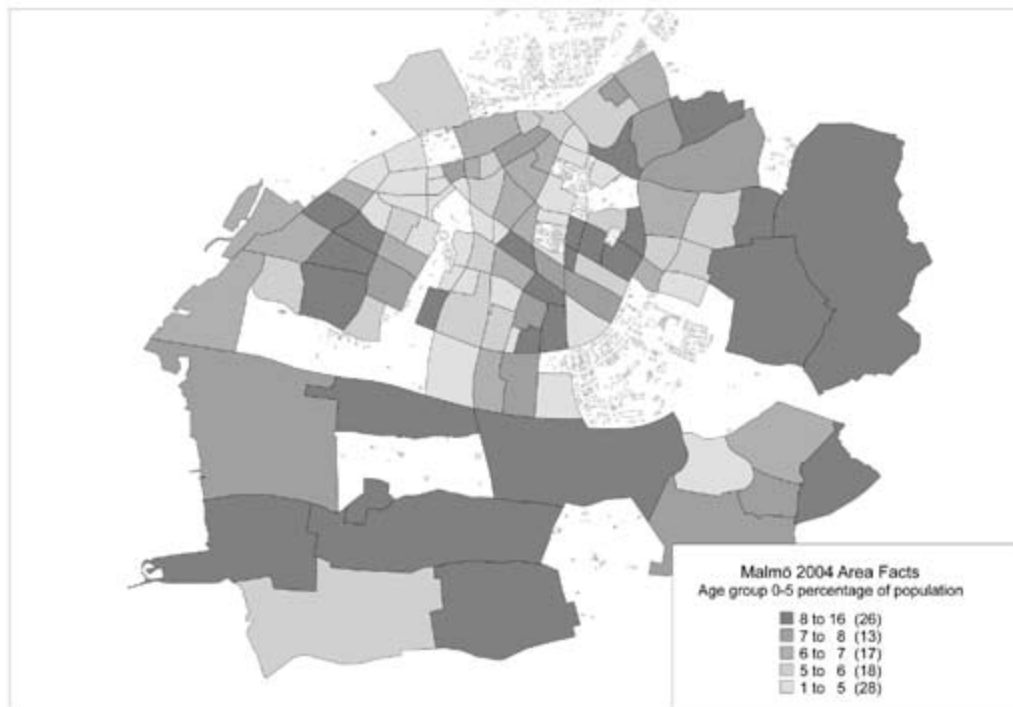 Malmö 2004 Area Facts
Age group 0-5 percentage of population
8 to 16 (26)
7 to 8 (13)
6 to 7 (17)
5 to 6 (18)
1 to 5 (28)